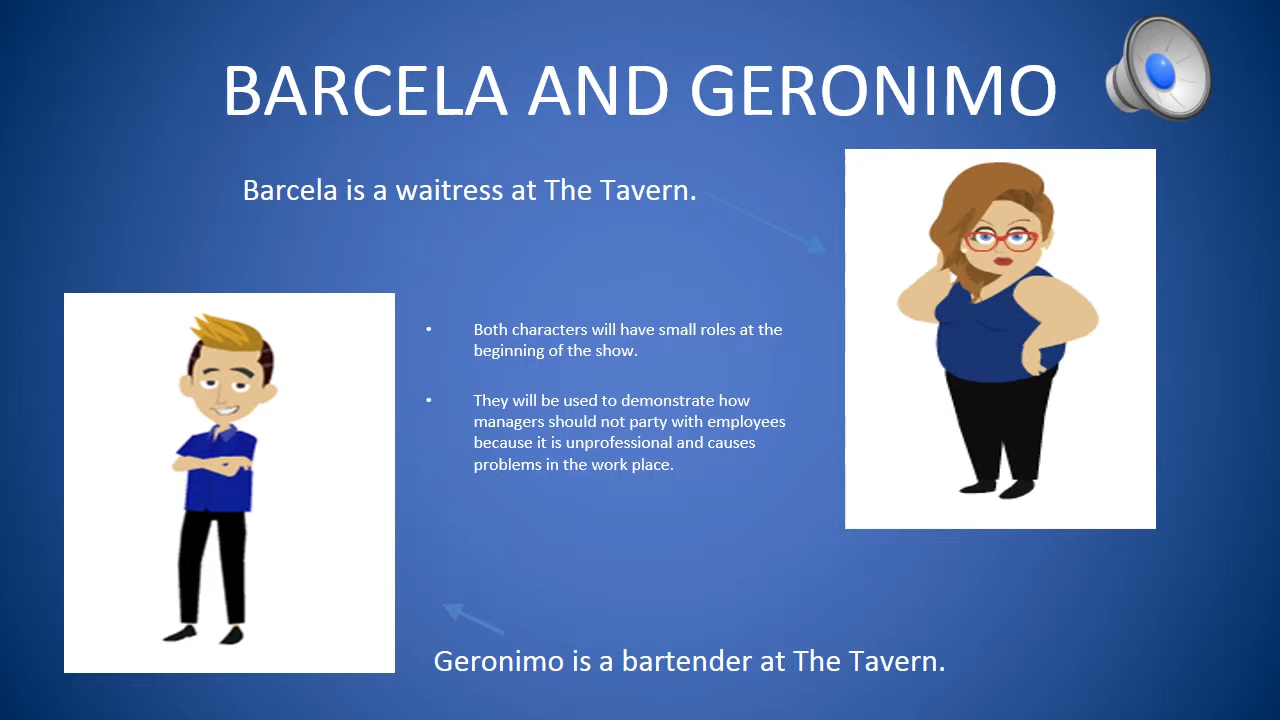 BARCELA AND GERONIMO
Barcela is a waitress at The Tavern.
• Both characters will have small roles at the
beginning of the show.
• They will be used to demonstrate how
managers should not party with employees
because it is unprofessional and causes
problems in the work place.
Geronimo is a bartender at The Tavern.